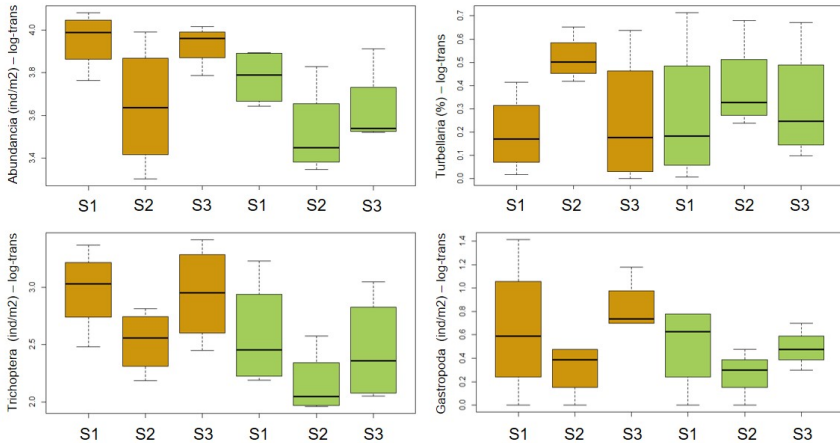 Abundancia (ind/m2) – log-trans
4.0
3.8
3.6
3.4
S1 S2 S3 S1 S2 S3
Turbellaria (%) – log-trans
0.7
0.6
0.5
0.4
0.3
0.2
0.1
0.0
S1 S2 S3 S1 S2 S3
Trichoptera (ind/m2) – log-trans
3.0
2.5
2.0
S1 S2 S3 S1 S2 S3
Gastropoda (ind/m2) – log-trans
1.4
1.2
1.0
0.8
0.6
0.4
0.2
0.0
S1 S2 S3 S1 S2 S3